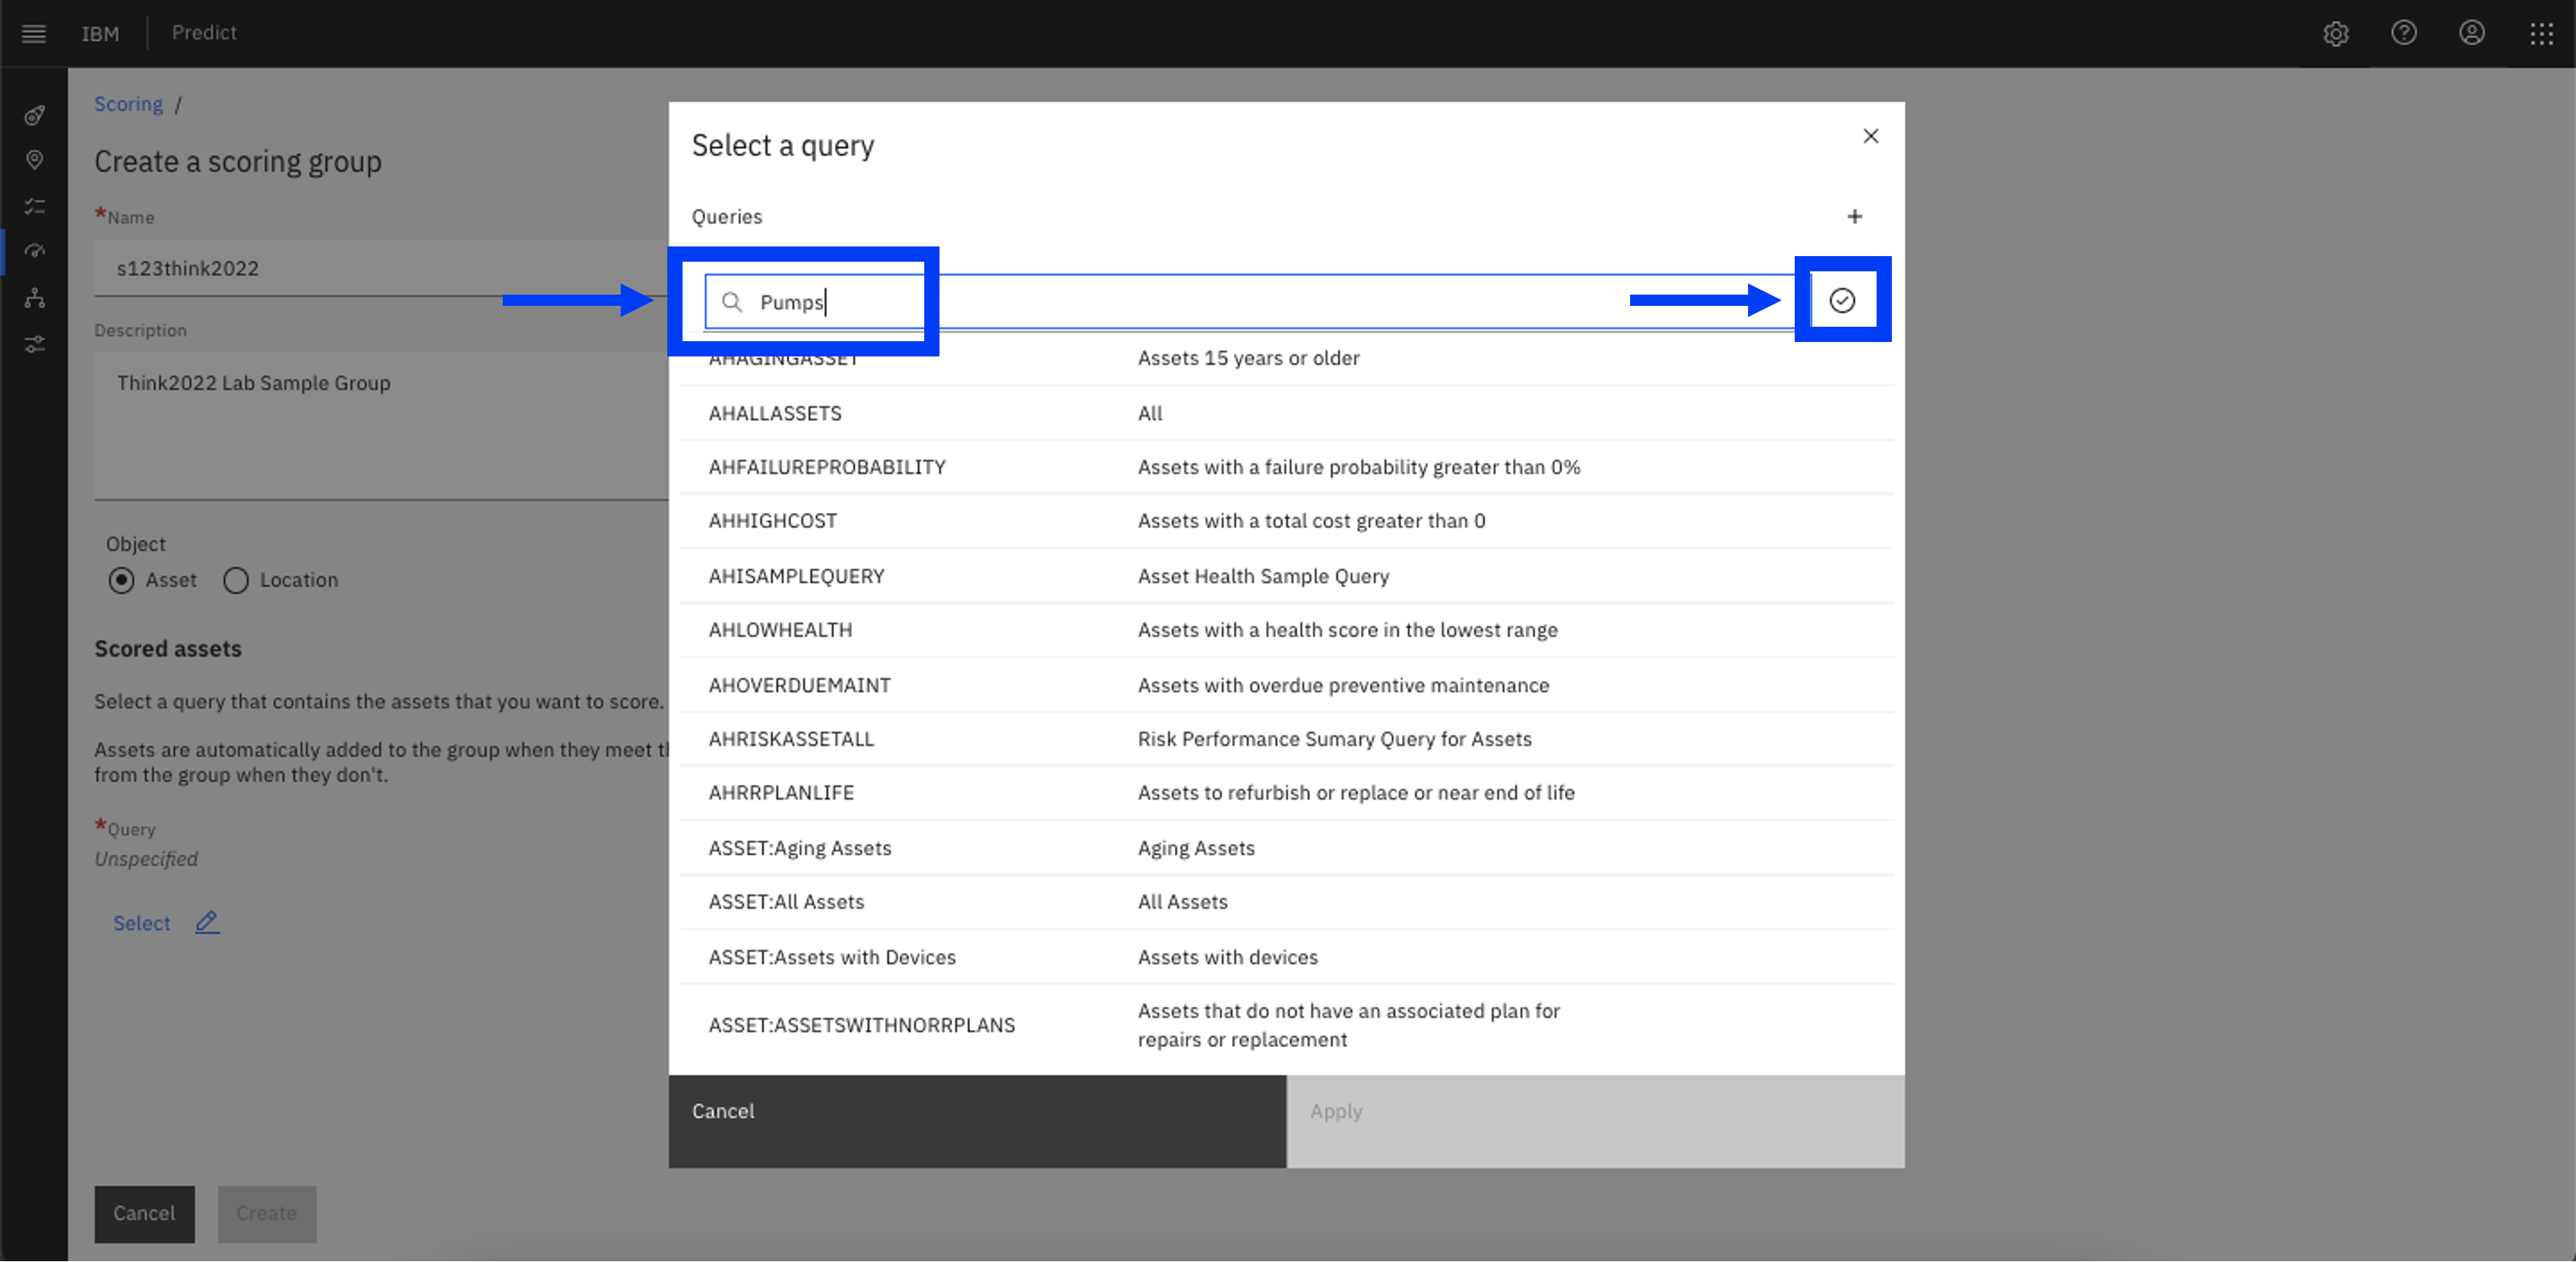 IBM
Predict
Scoring /
Create a scoring group
*Name
s123think2022
Description
Think2022 Lab Sample Group
Object
Asset
Location
Scored assets
Select a query that contains the assets that you want to score.
Assets are automatically added to the group when they meet
from the group when they don't.
*Query
Unspecified
Select
Cancel
Create
Select a query
Queries
+
Pumps
AHAGINGASSET
Assets 15 years or older
AHALLASSETS
All
AHFAILUREPROBABILITY
Assets with a failure probability greater than 0%
AHHIGHCOST
Assets with a total cost greater than 0
AHISAMPLEQUERY
Asset Health Sample Query
AHLOWHEALTH
Assets with a health score in the lowest range
AHOVERDUEMAINT
Assets with overdue preventive maintenance
AHRISKASSETALL
Risk Performance Sumary Query for Assets
AHRRPLANLIFE
Assets to refurbish or replace or near end of life
ASSET:Aging Assets
Aging Assets
ASSET:All Assets
All Assets
ASSET:Assets with Devices
Assets with devices
ASSET:ASSETSWITHNORRPLANS
Assets that do not have an associated plan for
repairs or replacement
Cancel
Apply